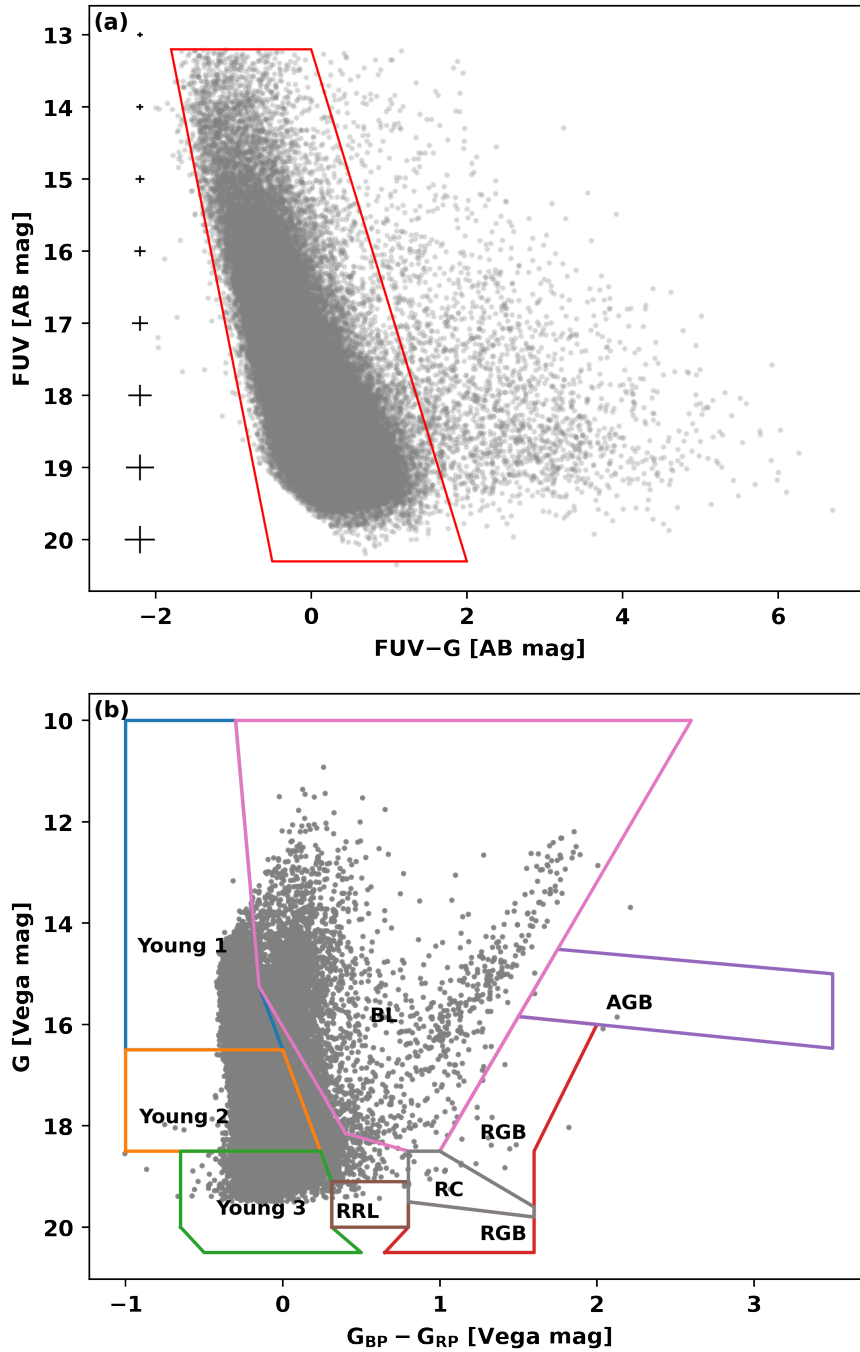 (a)
13
14
15
16
17
18
19
20
FUV [AB mag]
−2 0 2 4 6
FUV−G [AB mag]
(b)
10
12
14
16
18
20
G [Vega mag]
Young 1
BL
AGB
Young 2
RGB
RC
Young 3
RRL
RGB
−1 0 1 2 3
G_BP − G_RP [Vega mag]